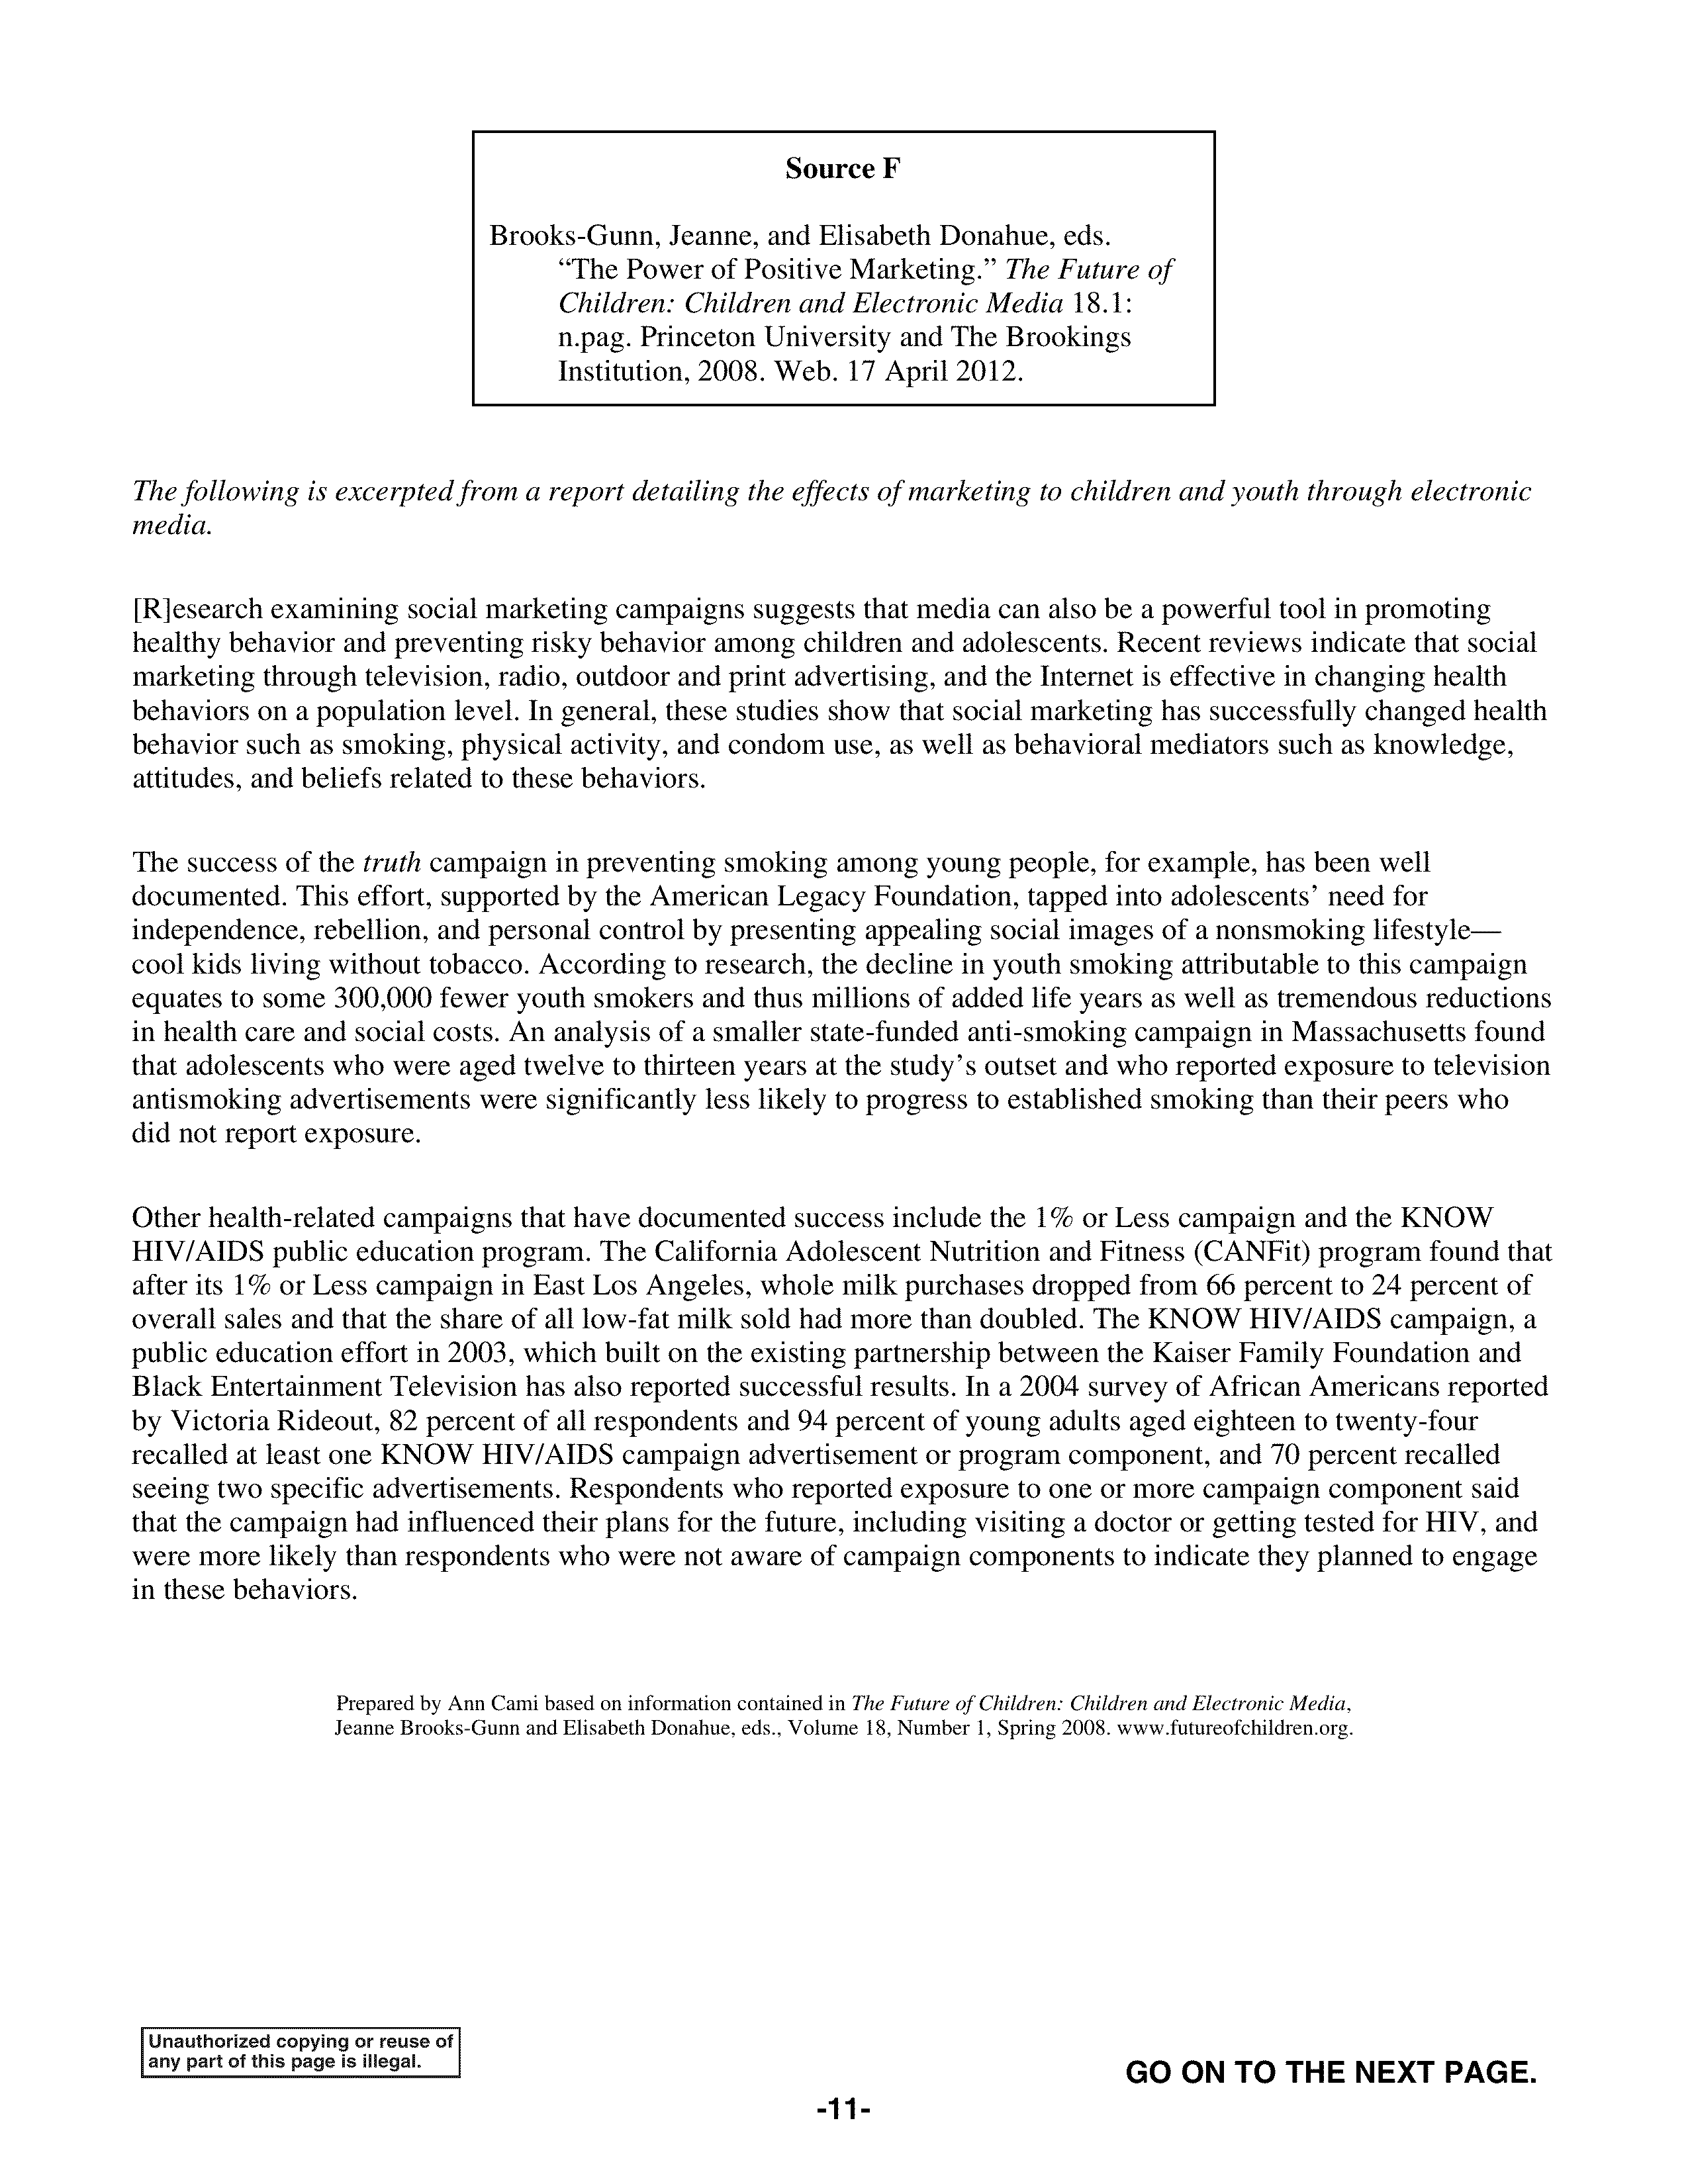 Source F
Brooks-Gunn, Jeanne, and Elisabeth Donahue, eds.
“The Power of Positive Marketing.” The Future of
Children: Children and Electronic Media 18.1:
n.pag. Princeton University and The Brookings
Institution, 2008. Web. 17 April 2012.
The following is excerpted from a report detailing the effects of marketing to children and youth through electronic
media.
[R]esearch examining social marketing campaigns suggests that media can also be a powerful tool in promoting
healthy behavior and preventing risky behavior among children and adolescents. Recent reviews indicate that social
marketing through television, radio, outdoor and print advertising, and the Internet is effective in changing health
behaviors on a population level. In general, these studies show that social marketing has successfully changed health
behavior such as smoking, physical activity, and condom use, as well as behavioral mediators such as knowledge,
attitudes, and beliefs related to these behaviors.
The success of the truth campaign in preventing smoking among young people, for example, has been well
documented. This effort, supported by the American Legacy Foundation, tapped into adolescents’ need for
independence, rebellion, and personal control by presenting appealing social images of a nonsmoking lifestyle—
cool kids living without tobacco. According to research, the decline in youth smoking attributable to this campaign
equates to some 300,000 fewer youth smokers and thus millions of added life years as well as tremendous reductions
in health care and social costs. An analysis of a smaller state-funded anti-smoking campaign in Massachusetts found
that adolescents who were aged twelve to thirteen years at the study’s outset and who reported exposure to television
antismoking advertisements were significantly less likely to progress to established smoking than their peers who
did not report exposure.
Other health-related campaigns that have documented success include the 1% or Less campaign and the KNOW
HIV/AIDS public education program. The California Adolescent Nutrition and Fitness (CANFit) program found that
after its 1% or Less campaign in East Los Angeles, whole milk purchases dropped from 66 percent to 24 percent of
overall sales and that the share of all low-fat milk sold had more than doubled. The KNOW HIV/AIDS campaign, a
public education effort in 2003, which built on the existing partnership between the Kaiser Family Foundation and
Black Entertainment Television has also reported successful results. In a 2004 survey of African Americans reported
by Victoria Rideout, 82 percent of all respondents and 94 percent of young adults aged eighteen to twenty-four
recalled at least one KNOW HIV/AIDS campaign advertisement or program component, and 70 percent recalled
seeing two specific advertisements. Respondents who reported exposure to one or more campaign component said
that the campaign had influenced their plans for the future, including visiting a doctor or getting tested for HIV, and
were more likely than respondents who were not aware of campaign components to indicate they planned to engage
in these behaviors.
Prepared by Ann Cami based on information contained in The Future of Children: Children and Electronic Media,
Jeanne Brooks-Gunn and Elisabeth Donahue, eds., Volume 18, Number 1, Spring 2008. www.futureofchildren.org.
Unauthorized copying or reuse of
any part of this page is illegal.
GO ON TO THE NEXT PAGE.
-11-